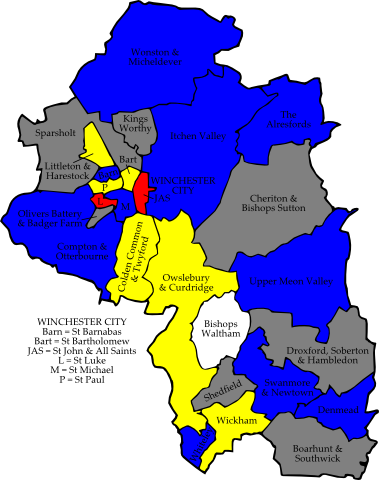 Wonston &
Micheldever
Kings
Worthy
Sparsholt
Itchen Valley
The
Alresfords
Bart
Littleton &
Harestock
P
WINCHESTER
CITY
JAS
L
M
Cheriton &
Bishops Sutton
Olivers Battery
& Badger Farm
Compton &
Otterbourne
Colden Common
& Twyford
Owslebury
& Curdridge
Upper Meon Valley
WINCHESTER CITY
Barn = St Barnabas
Bart = St Bartholomew
JAS = St John & All Saints
L = St Luke
M = St Michael
P = St Paul
Bishops
Waltham
Droxford, Soberton
& Hambledon
Shedfield
Swanmore
& Newtown
Denmead
Wickham
Boarhunt &
Southwick